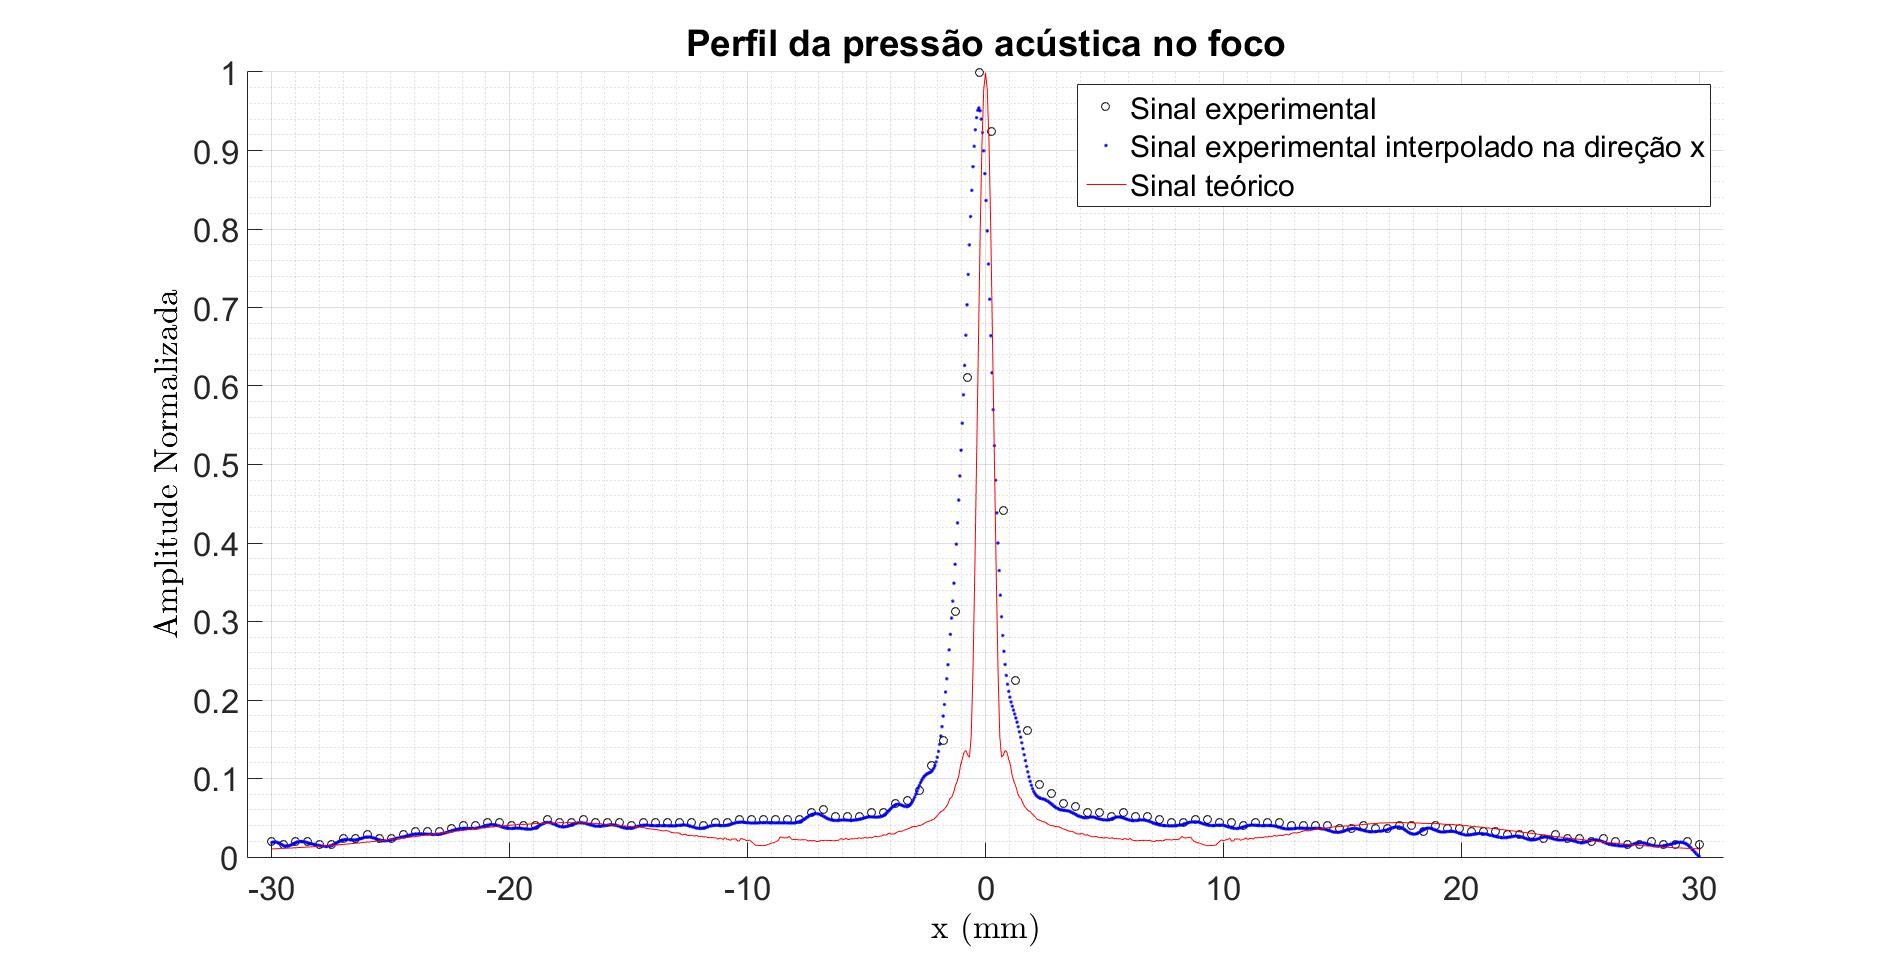 Perfil da pressão acústica no foco
Sinal experimental
Sinal experimental interpolado na direção x
Sinal teórico
Amplitude Normalizada
1
0.9
0.8
0.7
0.6
0.5
0.4
0.3
0.2
0.1
0
-30 -20 -10 0 10 20 30
x (mm)